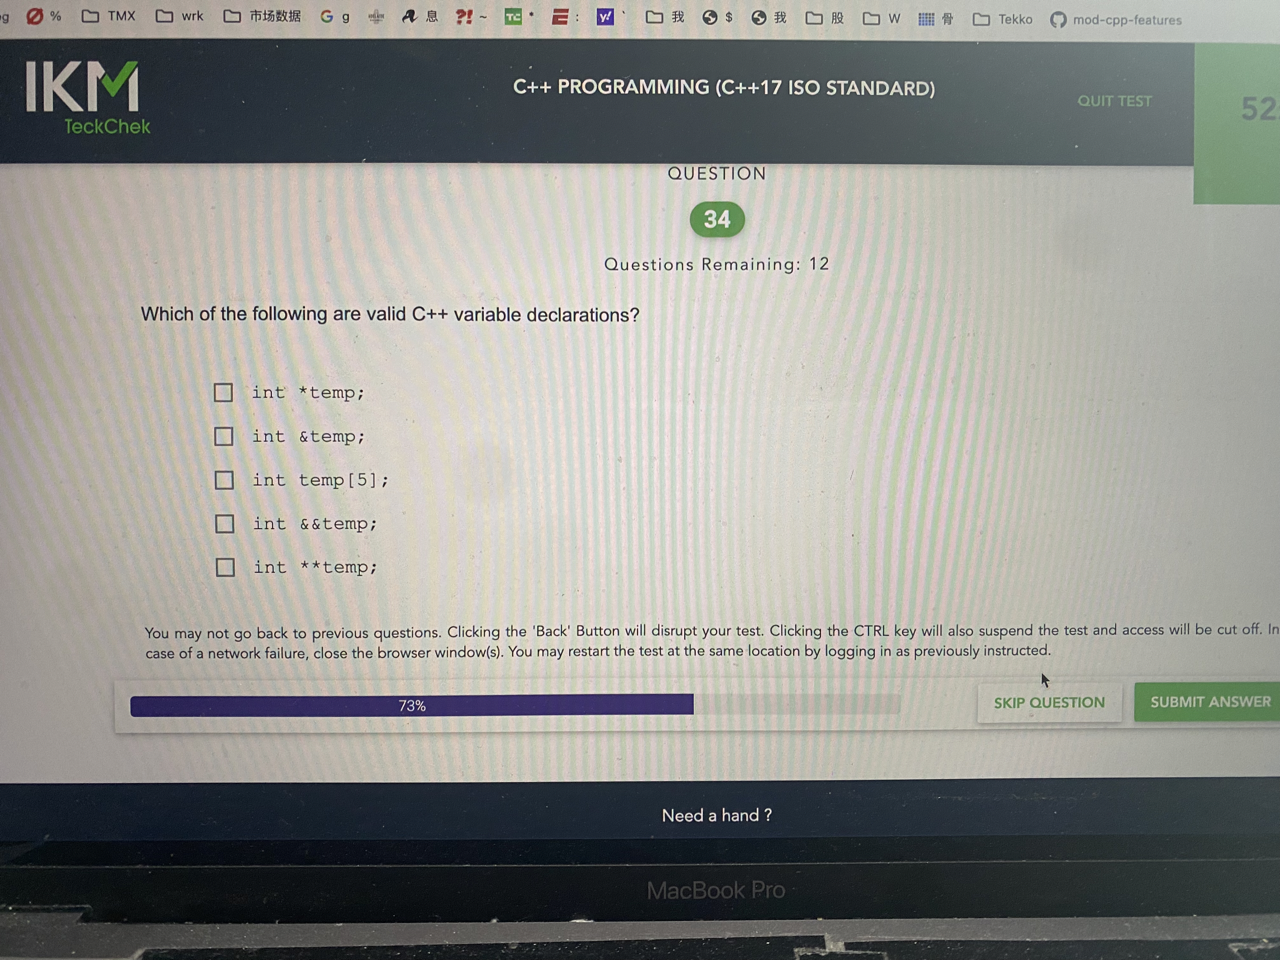 %
TMX
wrk
市场数据
G g
息
?! ~
TC
E :
y!
我
$
我
股
W
骨
Tekko
mod-cpp-features
IKM
TeckChek
C++ PROGRAMMING (C++17 ISO STANDARD)
QUIT TEST
52
QUESTION
34
Questions Remaining: 12
Which of the following are valid C++ variable declarations?
int *temp;
int &temp;
int temp[5];
int &&temp;
int **temp;
You may not go back to previous questions. Clicking the 'Back' Button will disrupt your test. Clicking the CTRL key will also suspend the test and access will be cut off. In
case of a network failure, close the browser window(s). You may restart the test at the same location by logging in as previously instructed.
73%
SKIP QUESTION
SUBMIT ANSWER
Need a hand ?
MacBook Pro